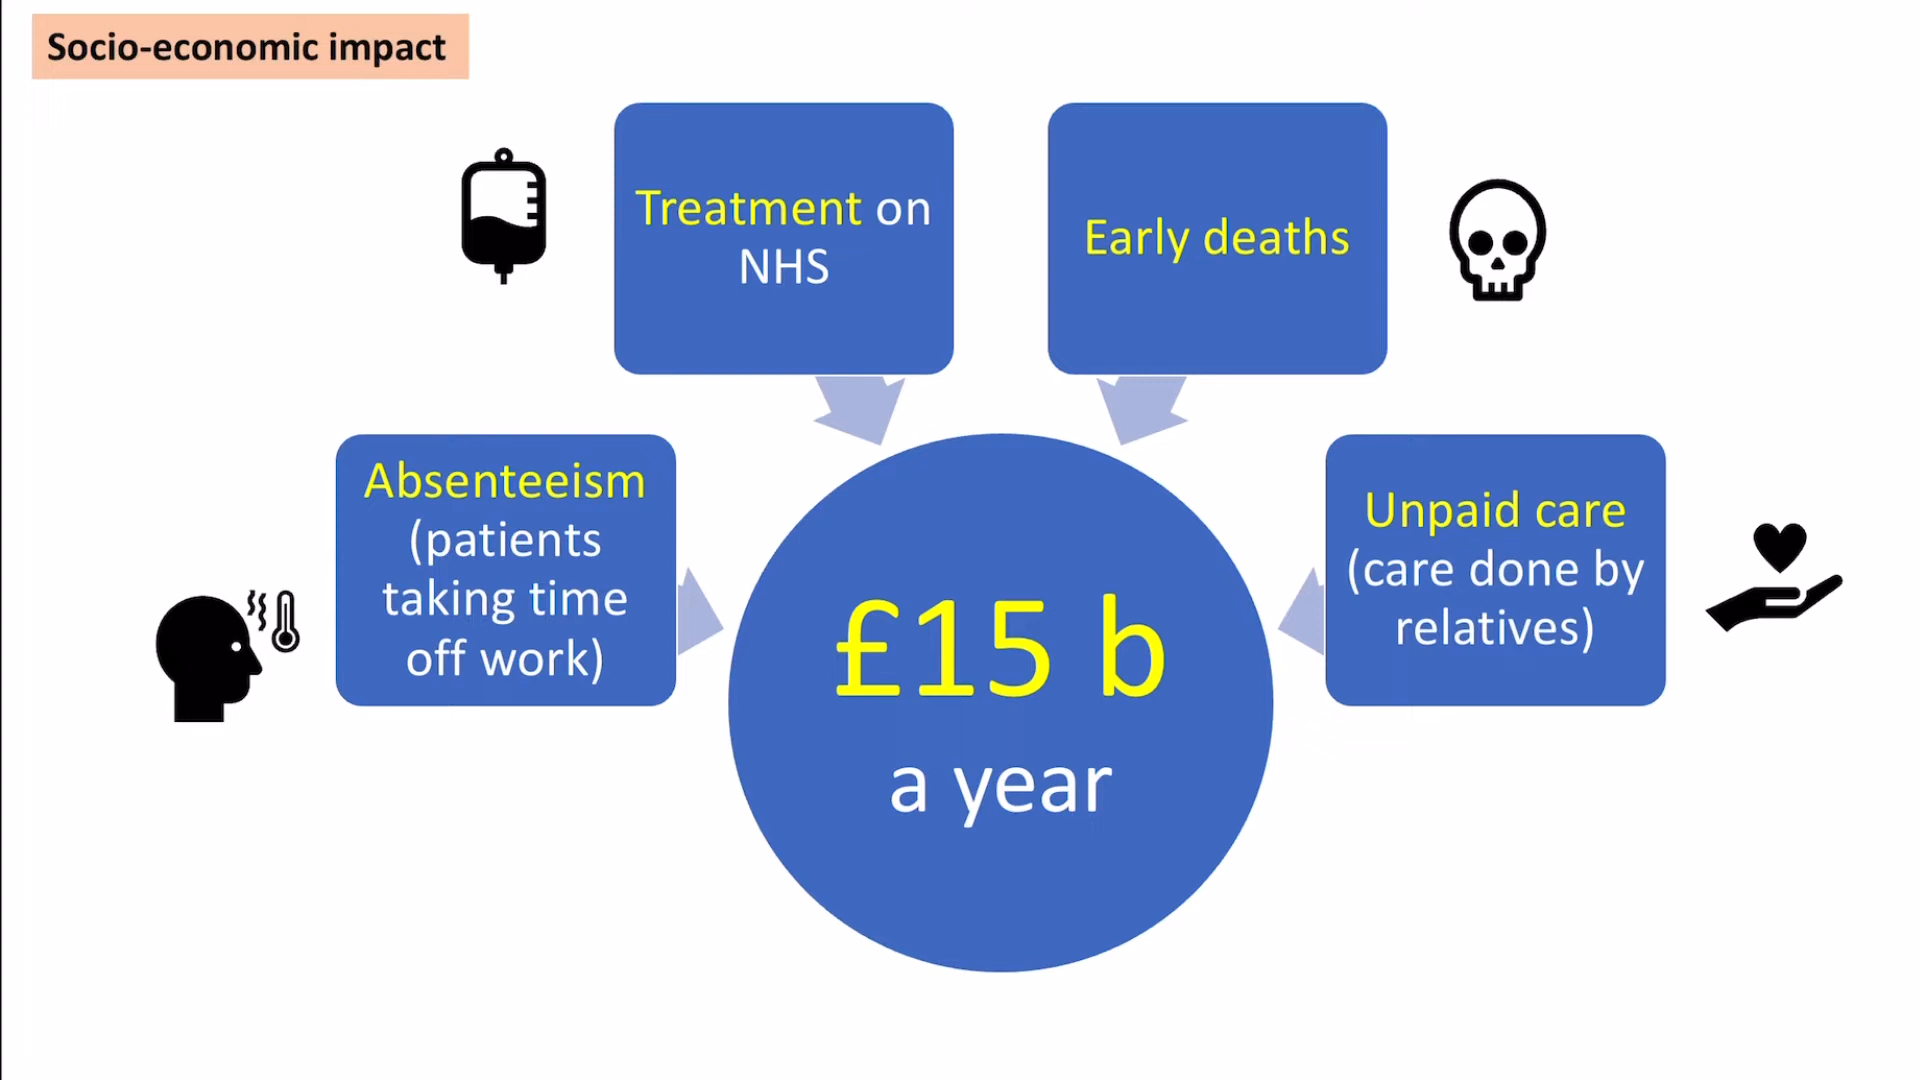 Socio-economic impact
Treatment on
NHS
Early deaths
Absenteeism
(patients
taking time
off work)
Unpaid care
(care done by
relatives)
£15 b
a year